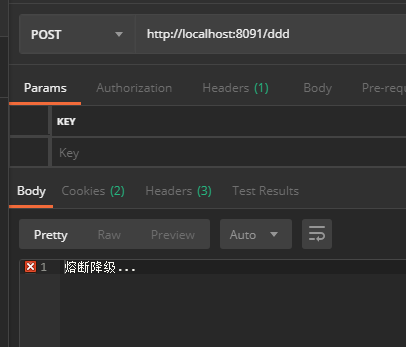 POST http://localhost:8091/ddd
Params Authorization Headers (1) Body Pre-requ
KEY
Key
Body Cookies (2) Headers (3) Test Results
Pretty Raw Preview Auto
1 熔断降级...